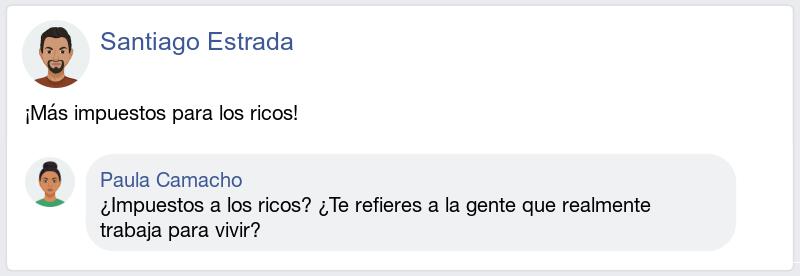 Santiago Estrada
¡Más impuestos para los ricos!
Paula Camacho
¿Impuestos a los ricos? ¿Te refieres a la gente que realmente
trabaja para vivir?